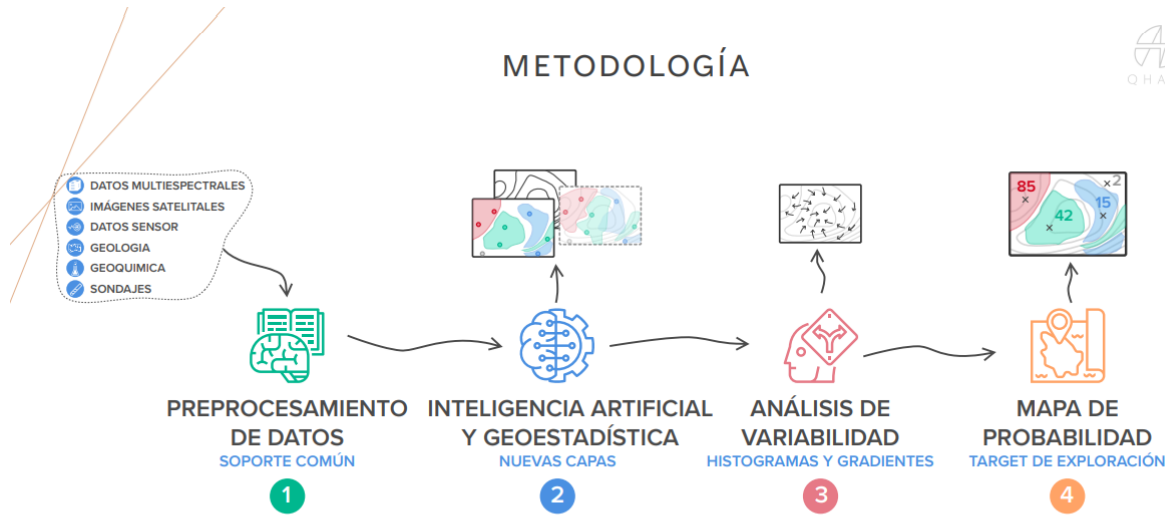 METODOLOGÍA
DATOS MULTIESPECTRALES
IMÁGENES SATELITALES
DATOS SENSOR
GEOLOGIA
GEOQUIMICA
SONDAJES
85
2
15
42
PREPROCESAMIENTO
DE DATOS
SOPORTE COMÚN
1
INTELIGENCIA ARTIFICIAL
Y GEOESTADÍSTICA
NUEVAS CAPAS
2
ANÁLISIS DE
VARIABILIDAD
HISTOGRAMAS Y GRADIENTES
3
MAPA DE
PROBABILIDAD
TARGET DE EXPLORACIÓN
4